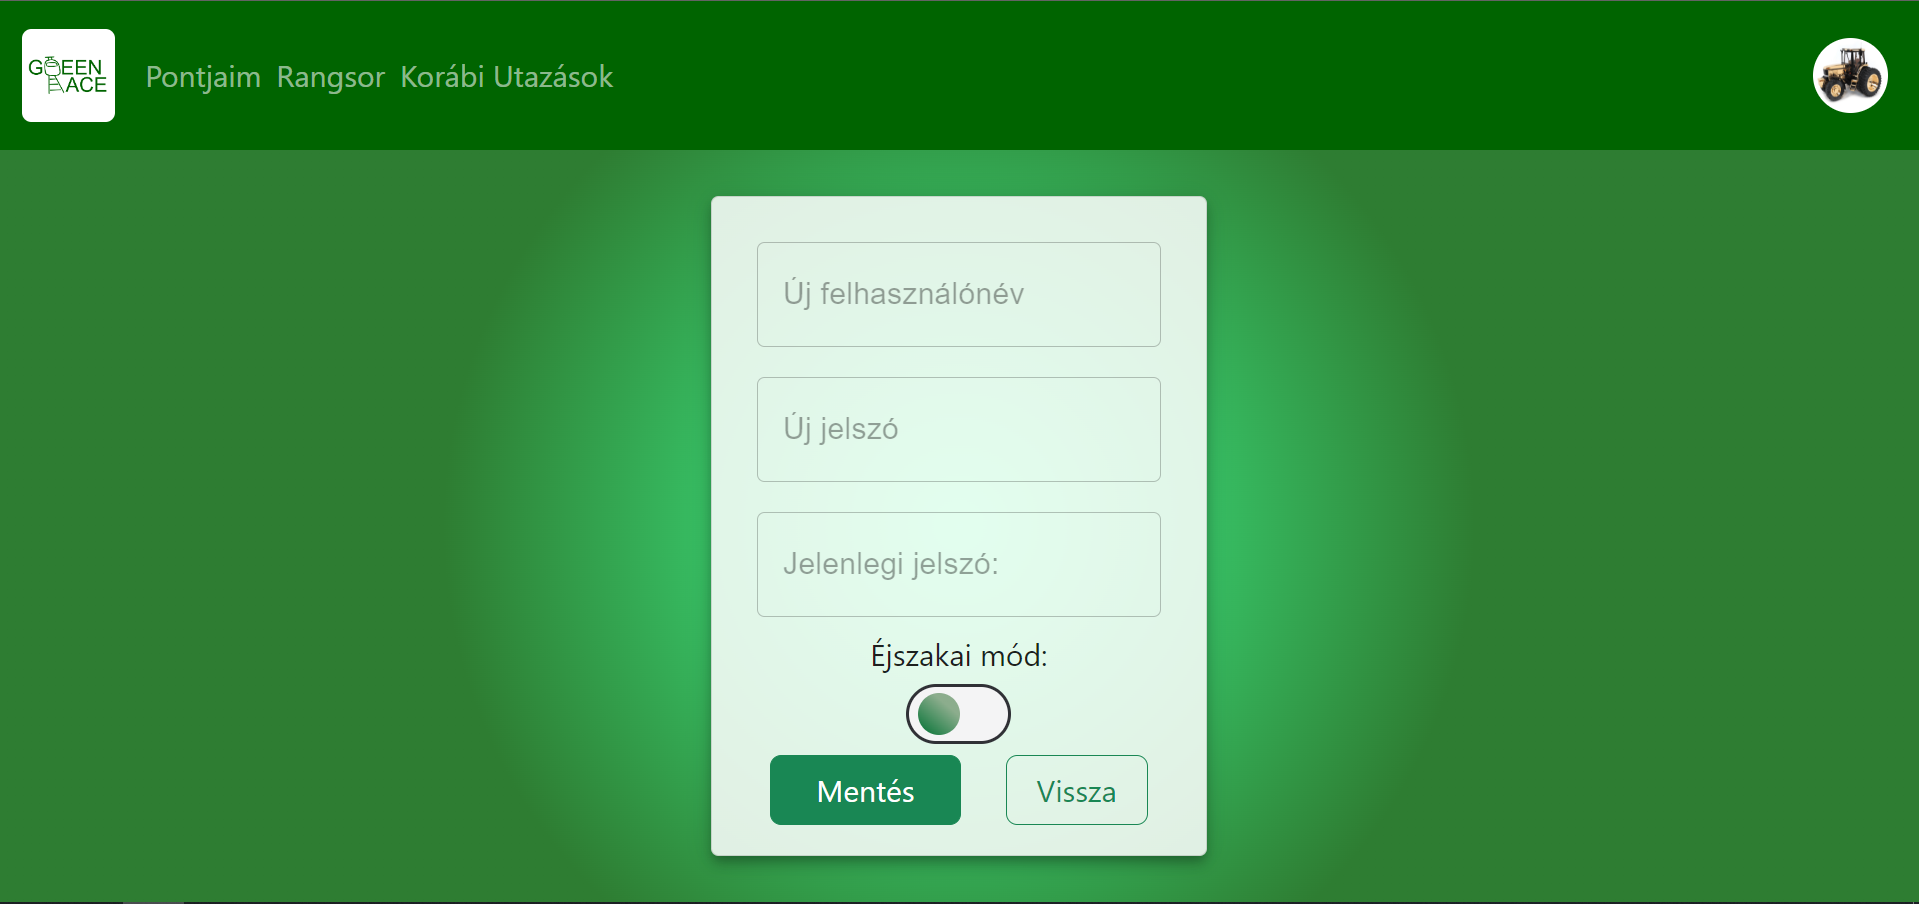 GREEN
RACE
Pontjaim Rangsor Korábi Utazások
Új felhasználónév
Új jelszó
Jelenlegi jelszó:
Éjszakai mód:
Mentés Vissza